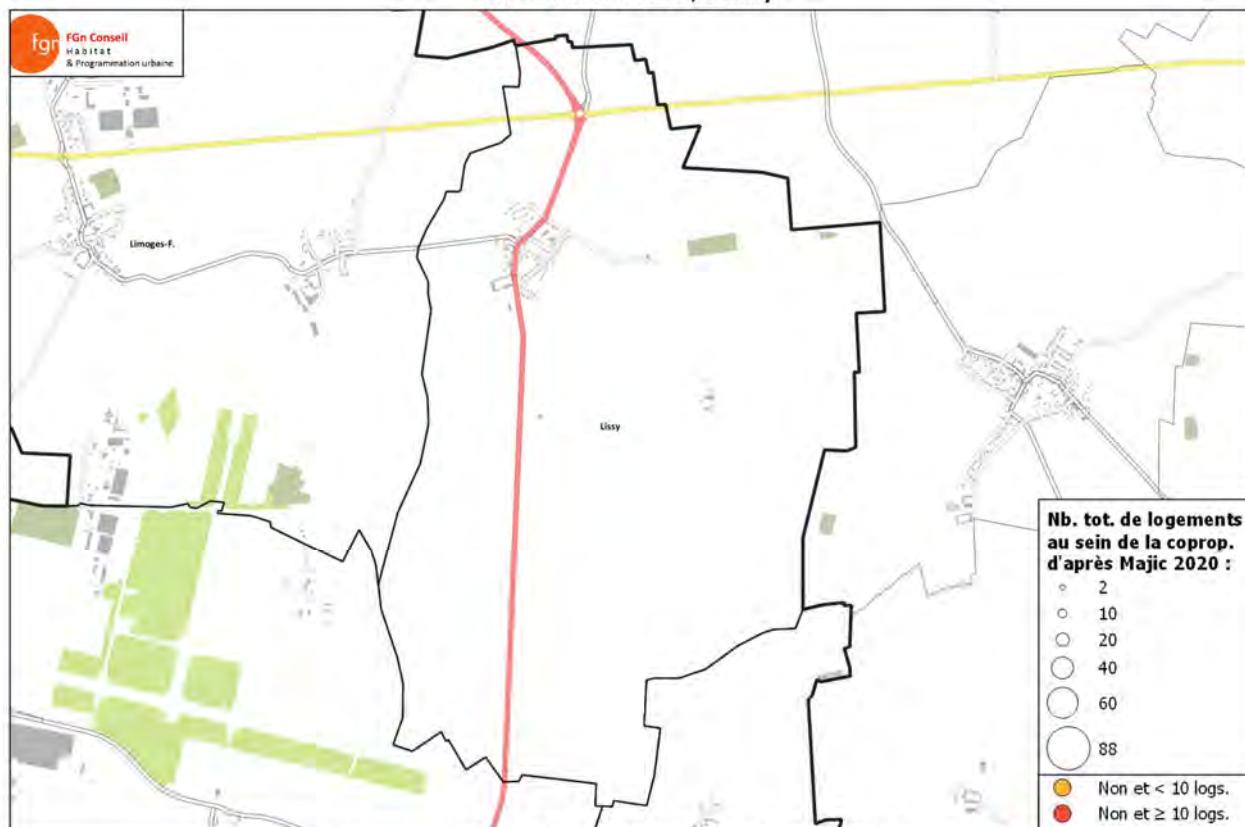 fgn
FGn Conseil
Habitat
& Programmation urbaine
Limoges-F.
Lissy
Nb. tot. de logements
au sein de la coprop.
d'après Majic 2020 :
2
10
20
40
60
88
Non et < 10 logs.
Non et ≥ 10 logs.